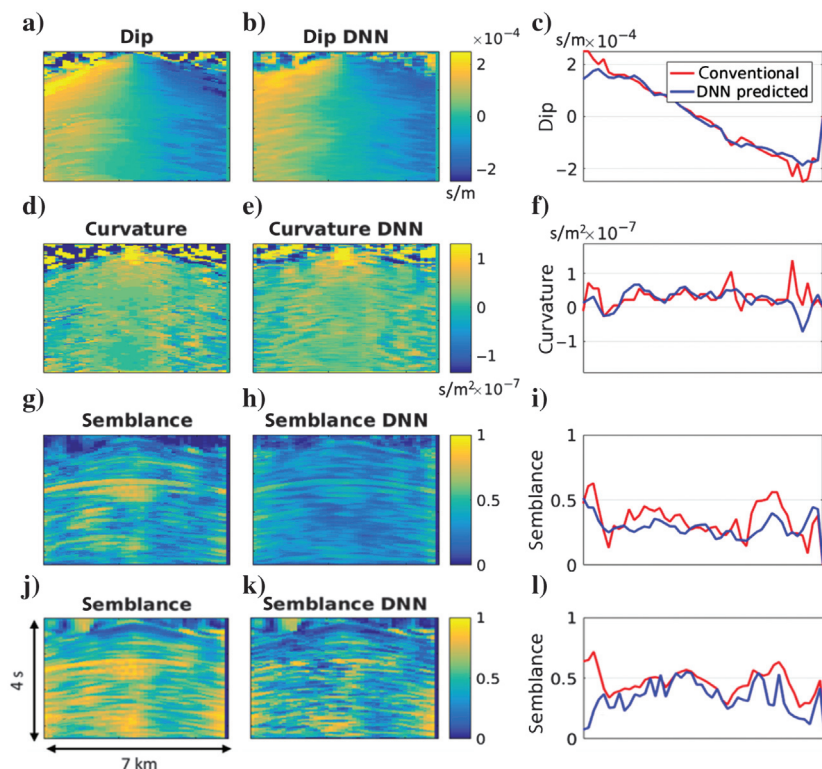 a) b) c)
Dip Dip DNN ×10⁻⁴ s/m×10⁻⁴
2 2
Conventional
DNN predicted
0 Dip 0
−2 −2
s/m
d) e) f)
Curvature Curvature DNN s/m²×10⁻⁷
1 1
0 Curvature 0
−1 −1
s/m²×10⁻⁷
g) h) i)
Semblance Semblance DNN
1 1
0.5 Semblance 0.5
0 0
j) k) l)
Semblance Semblance DNN
1 1
4 s 0.5 Semblance 0.5
0 0
7 km